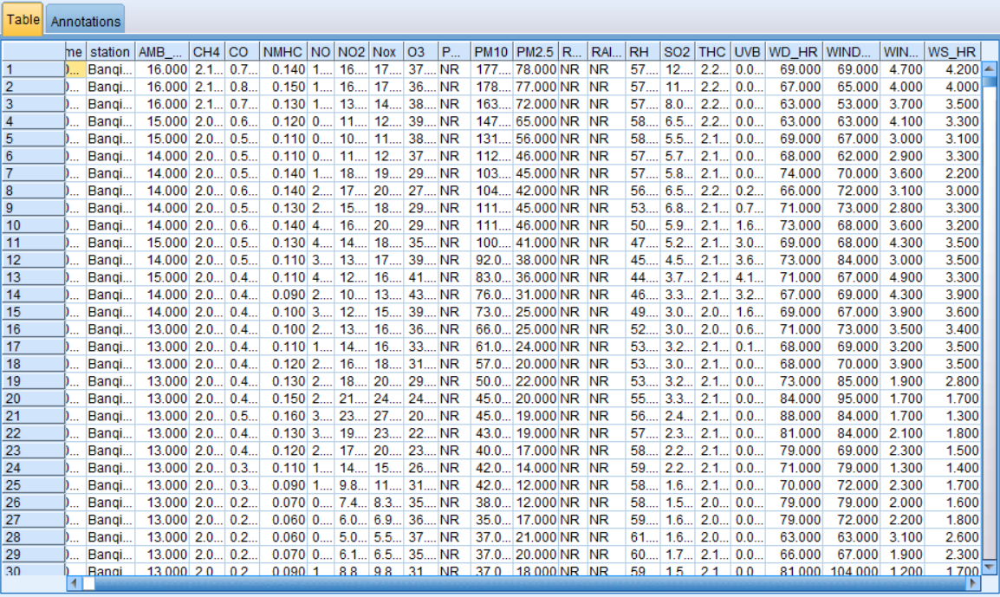 Table Annotations
me station AMB_... CH4 CO NMHC NO NO2 Nox O3 P... PM10 PM2.5 R... RAI... RH SO2 THC UVB WD_HR WIND... WIN... WS_HR
1 0... Banqi... 16.000 2.1... 0.7... 0.140 1.... 16.... 17.... 37.... NR 177.... 78.000 NR NR 57.... 12.... 2.2... 0.0... 69.000 69.000 4.700 4.200
2 0... Banqi... 16.000 2.1... 0.8... 0.150 1.... 16.... 17.... 36.... NR 178.... 77.000 NR NR 57.... 11.... 2.2... 0.0... 67.000 65.000 4.000 4.000
3 0... Banqi... 16.000 2.1... 0.7... 0.130 1.... 13.... 14.... 38.... NR 163.... 72.000 NR NR 57.... 8.0... 2.2... 0.0... 63.000 53.000 3.700 3.500
4 0... Banqi... 15.000 2.0... 0.6... 0.120 0.... 11.... 12.... 39.... NR 147.... 65.000 NR NR 58.... 6.5... 2.2... 0.0... 63.000 63.000 4.100 3.300
5 0... Banqi... 15.000 2.0... 0.5... 0.110 0.... 10.... 11.... 38.... NR 131.... 56.000 NR NR 58.... 5.5... 2.1... 0.0... 69.000 67.000 3.000 3.100
6 0... Banqi... 14.000 2.0... 0.5... 0.110 0.... 11.... 12.... 37.... NR 112.... 46.000 NR NR 57.... 5.7... 2.1... 0.0... 68.000 62.000 2.900 3.300
7 0... Banqi... 14.000 2.0... 0.5... 0.140 1.... 18.... 19.... 29.... NR 103.... 45.000 NR NR 57.... 5.8... 2.1... 0.0... 74.000 70.000 3.600 2.200
8 0... Banqi... 14.000 2.0... 0.6... 0.140 2.... 17.... 20.... 27.... NR 104.... 42.000 NR NR 56.... 6.5... 2.2... 0.2... 66.000 72.000 3.100 3.000
9 0... Banqi... 14.000 2.0... 0.5... 0.130 2.... 15.... 18.... 29.... NR 111.... 45.000 NR NR 53.... 6.8... 2.1... 0.7... 71.000 73.000 2.800 3.300
10 0... Banqi... 14.000 2.0... 0.6... 0.140 4.... 16.... 20.... 29.... NR 111.... 46.000 NR NR 50.... 5.9... 2.1... 1.6... 73.000 68.000 3.600 3.200
11 0... Banqi... 15.000 2.0... 0.5... 0.130 4.... 14.... 18.... 35.... NR 100.... 41.000 NR NR 47.... 5.2... 2.1... 3.0... 69.000 68.000 4.300 3.500
12 0... Banqi... 14.000 2.0... 0.5... 0.110 3.... 13.... 17.... 39.... NR 92.0... 38.000 NR NR 45.... 4.5... 2.1... 3.6... 73.000 84.000 3.000 3.500
13 0... Banqi... 15.000 2.0... 0.4... 0.110 4.... 12.... 16.... 41.... NR 83.0... 36.000 NR NR 44.... 3.7... 2.1... 4.1... 71.000 67.000 4.900 3.300
14 0... Banqi... 14.000 2.0... 0.4... 0.090 2.... 10.... 13.... 43.... NR 76.0... 31.000 NR NR 46.... 3.3... 2.1... 3.2... 67.000 69.000 4.300 3.900
15 0... Banqi... 14.000 2.0... 0.4... 0.100 3.... 12.... 15.... 39.... NR 73.0... 25.000 NR NR 49.... 3.0... 2.0... 1.6... 69.000 67.000 3.900 3.600
16 0... Banqi... 13.000 2.0... 0.4... 0.100 2.... 13.... 16.... 36.... NR 66.0... 25.000 NR NR 52.... 3.0... 2.0... 0.6... 71.000 73.000 3.500 3.400
17 0... Banqi... 13.000 2.0... 0.4... 0.110 1.... 14.... 16.... 33.... NR 61.0... 24.000 NR NR 53.... 3.2... 2.1... 0.1... 68.000 69.000 3.200 3.500
18 0... Banqi... 13.000 2.0... 0.4... 0.120 2.... 16.... 18.... 31.... NR 57.0... 20.000 NR NR 53.... 3.0... 2.1... 0.0... 68.000 70.000 3.900 3.500
19 0... Banqi... 13.000 2.0... 0.4... 0.130 2.... 18.... 20.... 29.... NR 50.0... 22.000 NR NR 53.... 3.2... 2.1... 0.0... 73.000 85.000 1.900 2.800
20 0... Banqi... 13.000 2.0... 0.4... 0.150 2.... 21.... 24.... 24.... NR 45.0... 20.000 NR NR 55.... 3.3... 2.1... 0.0... 84.000 95.000 1.700 1.700
21 0... Banqi... 13.000 2.0... 0.5... 0.160 3.... 23.... 27.... 20.... NR 45.0... 19.000 NR NR 56.... 2.4... 2.1... 0.0... 88.000 84.000 1.700 1.300
22 0... Banqi... 13.000 2.0... 0.4... 0.130 3.... 19.... 23.... 22.... NR 43.0... 19.000 NR NR 57.... 2.3... 2.1... 0.0... 81.000 84.000 2.100 1.800
23 0... Banqi... 13.000 2.0... 0.4... 0.120 2.... 17.... 20.... 23.... NR 40.0... 17.000 NR NR 58.... 2.2... 2.1... 0.0... 79.000 69.000 2.300 1.500
24 0... Banqi... 13.000 2.0... 0.3... 0.110 1.... 14.... 15.... 26.... NR 42.0... 14.000 NR NR 59.... 2.2... 2.1... 0.0... 71.000 79.000 1.300 1.400
25 0... Banqi... 13.000 2.0... 0.3... 0.090 1.... 9.8... 11.... 31.... NR 42.0... 12.000 NR NR 58.... 1.6... 2.1... 0.0... 70.000 72.000 2.300 1.700
26 0... Banqi... 13.000 2.0... 0.2... 0.070 0.... 7.4... 8.3... 35.... NR 38.0... 12.000 NR NR 58.... 1.5... 2.0... 0.0... 79.000 79.000 2.000 1.600
27 0... Banqi... 13.000 2.0... 0.2... 0.060 0.... 6.0... 6.9... 36.... NR 35.0... 17.000 NR NR 59.... 1.6... 2.0... 0.0... 79.000 72.000 2.200 1.800
28 0... Banqi... 13.000 2.0... 0.2... 0.060 0.... 5.0... 5.5... 37.... NR 37.0... 21.000 NR NR 61.... 1.6... 2.0... 0.0... 63.000 63.000 3.100 2.600
29 0... Banqi... 13.000 2.0... 0.2... 0.070 0.... 6.1... 6.5... 35.... NR 37.0... 20.000 NR NR 60.... 1.7... 2.1... 0.0... 66.000 67.000 1.900 2.300
30 0... Banqi... 13.000 2.0... 0.2... 0.090 1.... 8.8... 9.8... 31.... NR 37.0... 18.000 NR NR 59.... 1.5... 2.1... 0.0... 81.000 104.000 1.200 1.700